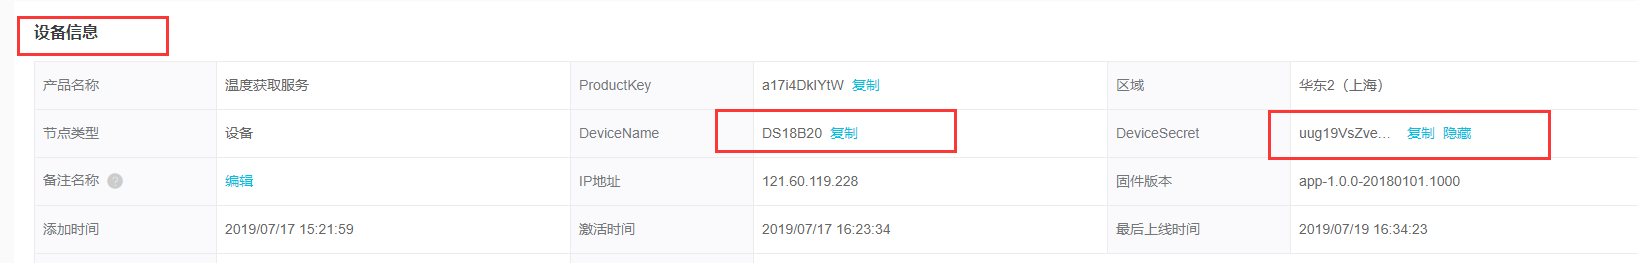 设备信息
产品名称 温度获取服务 ProductKey a17i4DkIYtW 复制 区域 华东2（上海）
节点类型 设备 DeviceName DS18B20 复制 DeviceSecret uug19VsZve... 复制 隐藏
备注名称 ? 编辑 IP地址 121.60.119.228 固件版本 app-1.0.0-20180101.1000
添加时间 2019/07/17 15:21:59 激活时间 2019/07/17 16:23:34 最后上线时间 2019/07/19 16:34:23